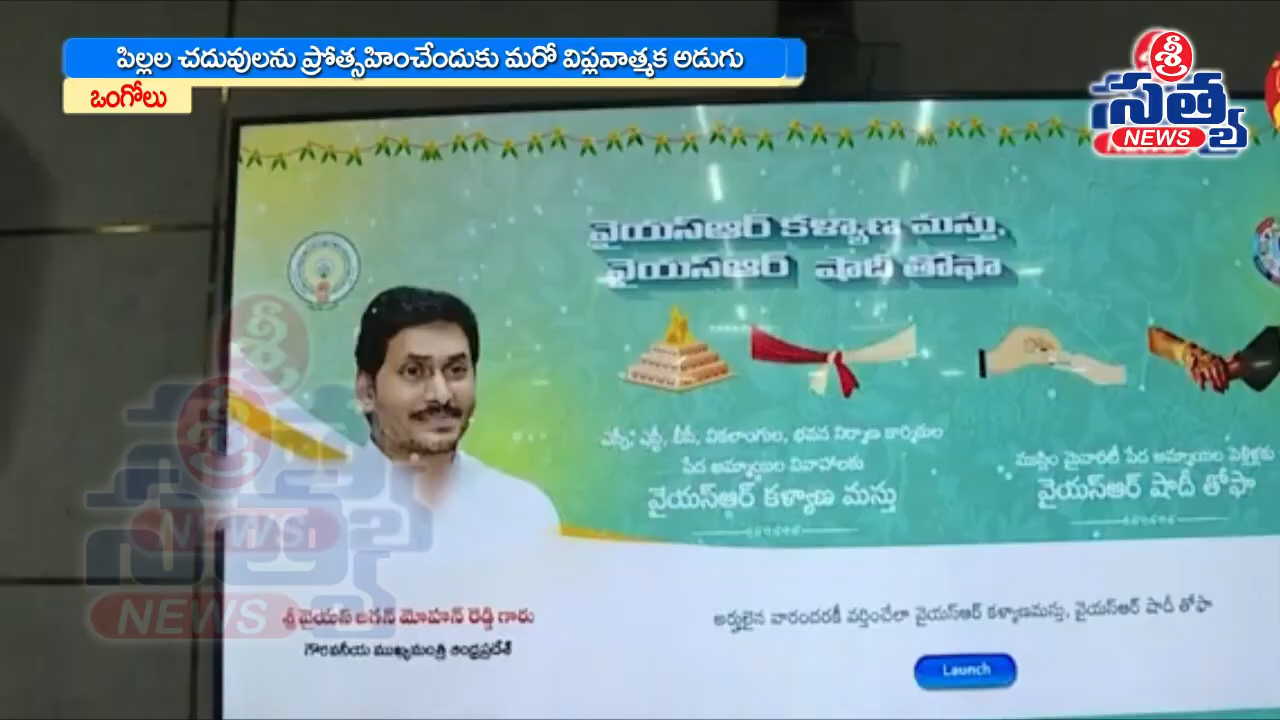 పిల్లల చదువులను ప్రోత్సహించేందుకు మరో విప్లవాత్మక అడుగు
ఒంగోలు
శ్రీ
సత్య
NEWS
వైయస్ఆర్ కళ్యాణ మస్తు,
వైయస్ఆర్ షాదీ తోఫా
ఎస్సీ, ఎస్టీ, బీసీ, వికలాంగుల, భవన నిర్మాణ కార్మికుల
పేద అమ్మాయిల వివాహాలకు
వైయస్ఆర్ కళ్యాణ మస్తు
ముస్లిం మైనారిటీ పేద అమ్మాయిల పెళ్లిళ్లకు
వైయస్ఆర్ షాదీ తోఫా
శ్రీ వైయస్ జగన్ మోహన్ రెడ్డి గారు
గౌరవనీయ ముఖ్యమంత్రి ఆంధ్రప్రదేశ్
అర్హులైన వారందరికీ వర్తించేలా వైయస్ఆర్ కళ్యాణమస్తు, వైయస్ఆర్ షాదీ తోఫా
Launch
శ్రీ
సత్య
NEWS